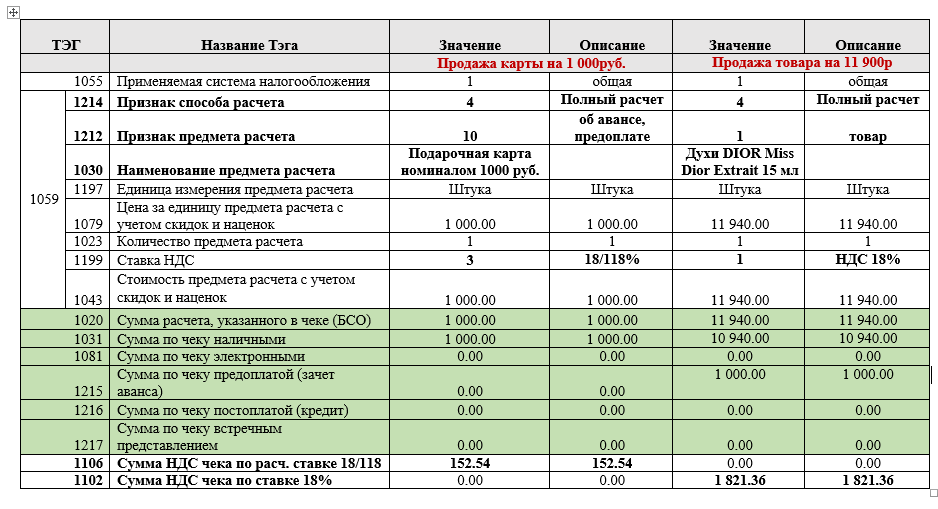 ТЭГ Название Тэга Значение Описание Значение Описание
Продажа карты на 1 000руб. Продажа товара на 11 900р
1055 Применяемая система налогообложения 1 общая 1 общая
1059
1214 Признак способа расчета 4 Полный расчет 4 Полный расчет
об авансе,
1212 Признак предмета расчета 10 предоплате 1 товар
Подарочная карта Духи DIOR Miss
1030 Наименование предмета расчета номиналом 1000 руб. Dior Extrait 15 мл
1197 Единица измерения предмета расчета Штука Штука Штука Штука
Цена за единицу предмета расчета с
1079 учетом скидок и наценок 1 000.00 1 000.00 11 940.00 11 940.00
1023 Количество предмета расчета 1 1 1 1
1199 Ставка НДС 3 18/118% 1 НДС 18%
Стоимость предмета расчета с учетом
1043 скидок и наценок 1 000.00 1 000.00 11 940.00 11 940.00
1020 Сумма расчета, указанного в чеке (БСО) 1 000.00 1 000.00 11 940.00 11 940.00
1031 Сумма по чеку наличными 1 000.00 1 000.00 10 940.00 10 940.00
1081 Сумма по чеку электронными 0.00 0.00 0.00 0.00
Сумма по чеку предоплатой (зачет 1 000.00 1 000.00
1215 аванса) 0.00 0.00
1216 Сумма по чеку постоплатой (кредит) 0.00 0.00 0.00 0.00
Сумма по чеку встречным
1217 представлением 0.00 0.00 0.00 0.00
1106 Сумма НДС чека по расч. ставке 18/118 152.54 152.54 0.00 0.00
1102 Сумма НДС чека по ставке 18% 0.00 0.00 1 821.36 1 821.36